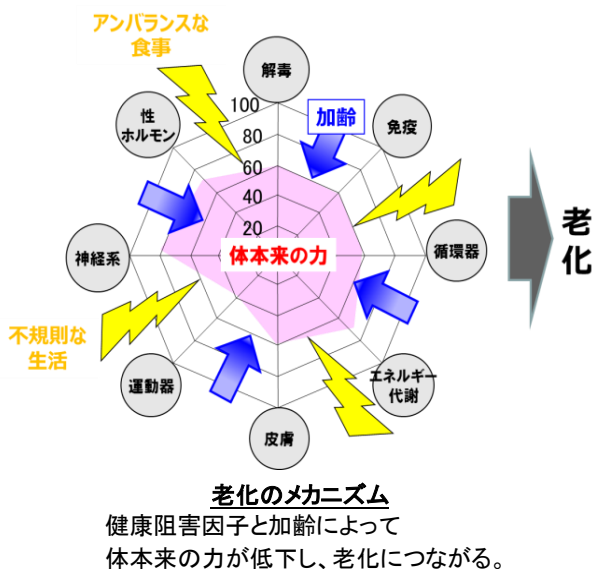 アンバランスな
食事
解毒
100
80
60
40
20
加齢
性
ホルモン
免疫
体本来の力
神経系
循環器
老
化
不規則な
生活
運動器
エネルギー
代謝
皮膚
老化のメカニズム
健康阻害因子と加齢によって
体本来の力が低下し、老化につながる。